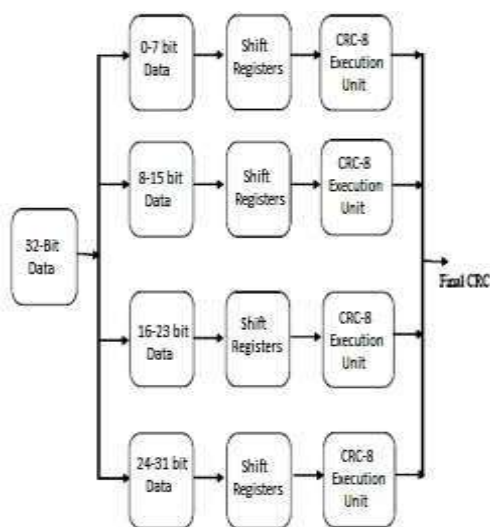 0-7 bit
Data
Shift
Registers
CRC-8
Execution
Unit
8-15 bit
Data
Shift
Registers
CRC-8
Execution
Unit
32-Bit
Data
Final CRC
16-23 bit
Data
Shift
Registers
CRC-8
Execution
Unit
24-31 bit
Data
Shift
Registers
CRC-8
Execution
Unit